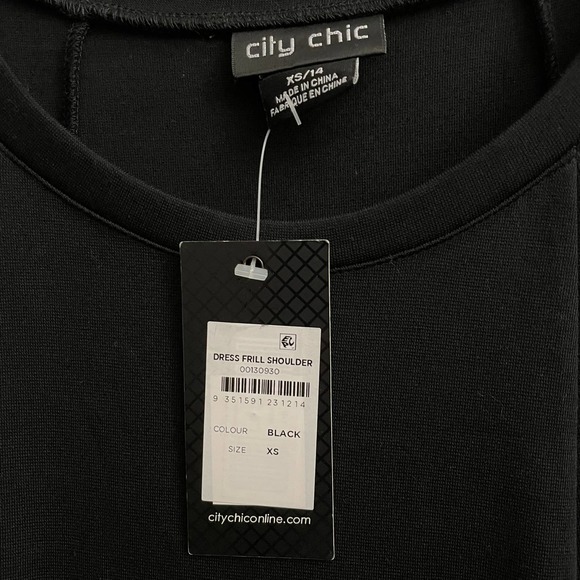 city chic
XS/14
MADE IN CHINA
FABRIQUE EN CHINE
DRESS FRILL SHOULDER
00130930
9 351591 231214
COLOUR BLACK
SIZE XS
citychiconline.com